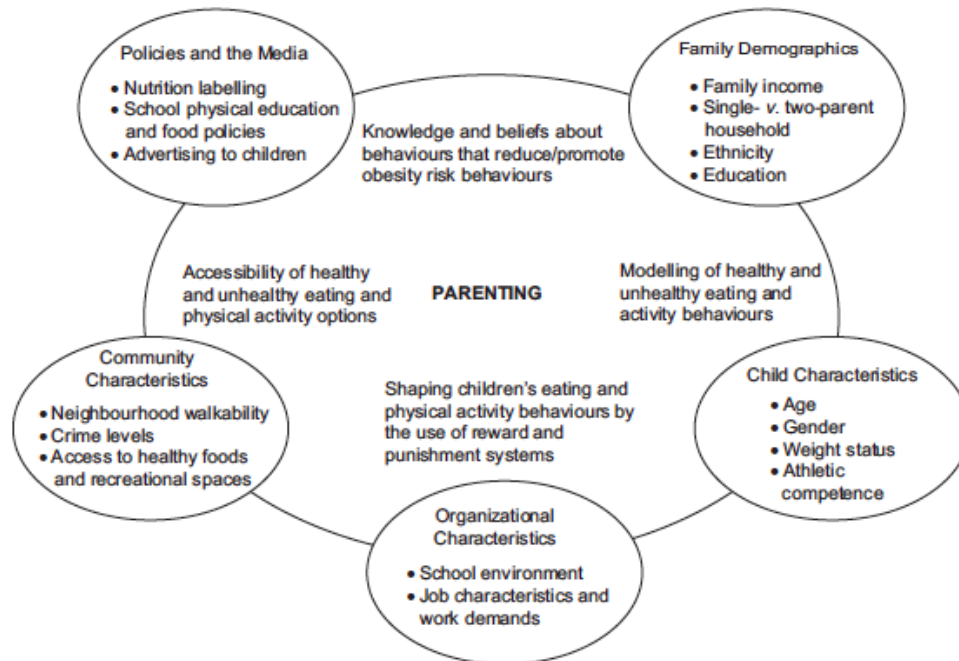 Policies and the Media
• Nutrition labelling
• School physical education
and food policies
• Advertising to children
Family Demographics
• Family income
• Single- v. two-parent
household
• Ethnicity
• Education
Knowledge and beliefs about
behaviours that reduce/promote
obesity risk behaviours
Accessibility of healthy
and unhealthy eating and
physical activity options
PARENTING
Modelling of healthy and
unhealthy eating and
activity behaviours
Community
Characteristics
• Neighbourhood walkability
• Crime levels
• Access to healthy foods
and recreational spaces
Shaping children's eating and
physical activity behaviours by
the use of reward and
punishment systems
Child Characteristics
• Age
• Gender
• Weight status
• Athletic
competence
Organizational
Characteristics
• School environment
• Job characteristics and
work demands